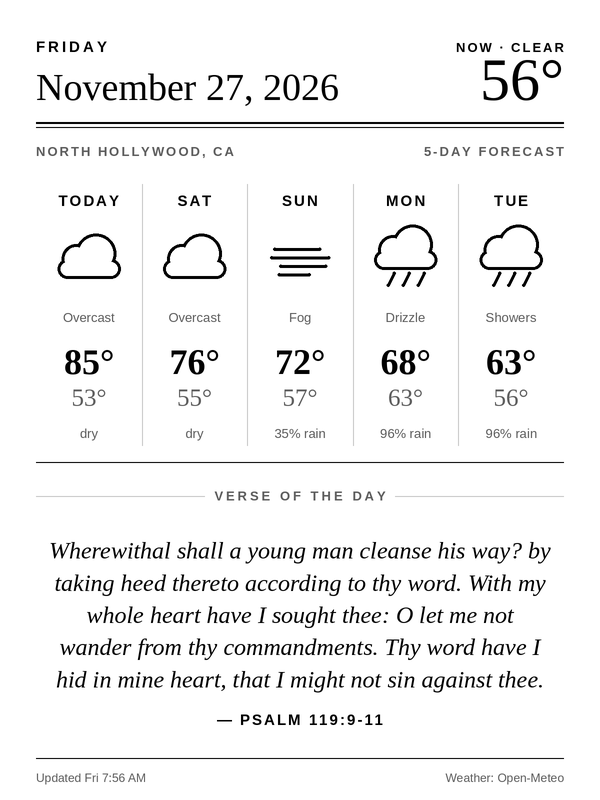 FRIDAY
NOW · CLEAR
November 27, 2026
56°
NORTH HOLLYWOOD, CA
5-DAY FORECAST
TODAY SAT SUN MON TUE
Overcast Overcast Fog Drizzle Showers
85° 76° 72° 68° 63°
53° 55° 57° 63° 56°
dry dry 35% rain 96% rain 96% rain
VERSE OF THE DAY
Wherewithal shall a young man cleanse his way? by
taking heed thereto according to thy word. With my
whole heart have I sought thee: O let me not
wander from thy commandments. Thy word have I
hid in mine heart, that I might not sin against thee.
— PSALM 119:9-11
Updated Fri 7:56 AM
Weather: Open-Meteo